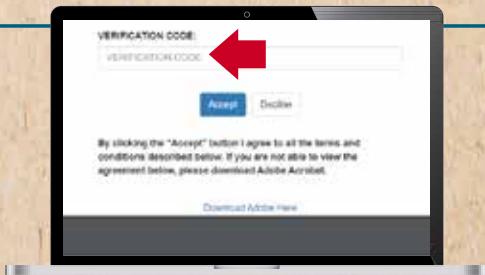 VERIFICATION CODE:
VERIFICATION CODE
Accept Decline
By clicking the "Accept" button I agree to all the terms and
conditions described below. If you are not able to view the
agreement below, please download Adobe Acrobat.
Download Adobe Here